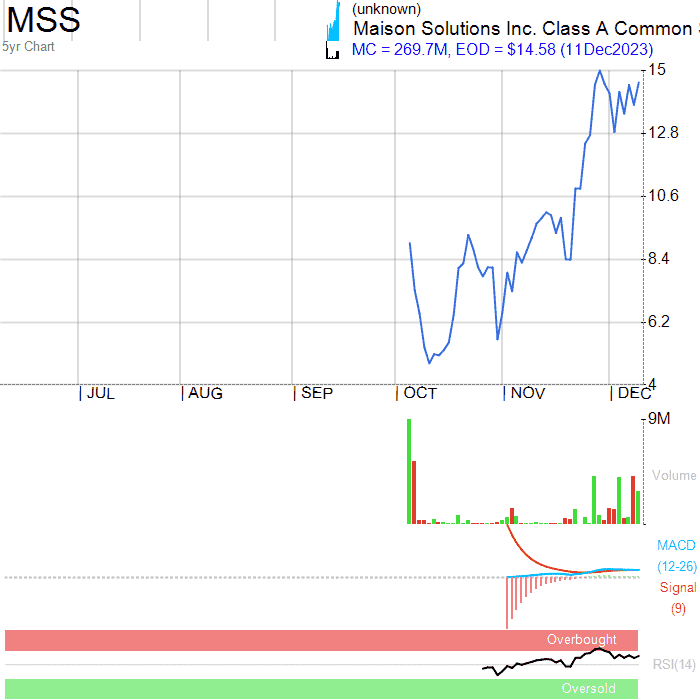 MSS
5yr Chart
(unknown)
Maison Solutions Inc. Class A Common
MC = 269.7M, EOD = $14.58 (11Dec2023)
15
12.8
10.6
8.4
6.2
4
JUL AUG SEP OCT NOV DEC
9M
Volume
MACD
(12-26)
Signal
(9)
Overbought
RSI(14)
Oversold